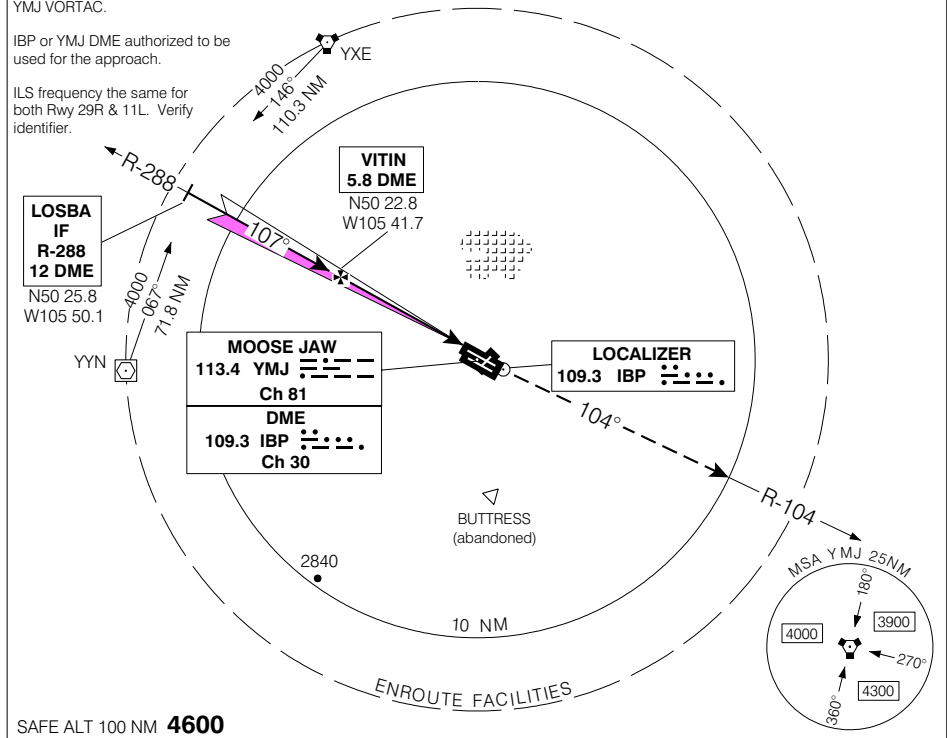 YMJ VORTAC.
IBP or YMJ DME authorized to be
used for the approach.
ILS frequency the same for
both Rwy 29R & 11L. Verify
identifier.
YXE
4000
146°
110.3 NM
R-288
LOSBA
IF
R-288
12 DME
N50 25.8
W105 50.1
VITIN
5.8 DME
N50 22.8
W105 41.7
107°
4000
067°
71.8 NM
YYN
MOOSE JAW
113.4 YMJ
Ch 81
DME
109.3 IBP
Ch 30
LOCALIZER
109.3 IBP
104°
R-104
BUTTRESS
(abandoned)
2840
10 NM
ENROUTE FACILITIES
MSA YMJ 25NM
180°
4000
3900
270°
4300
360°
SAFE ALT 100 NM 4600